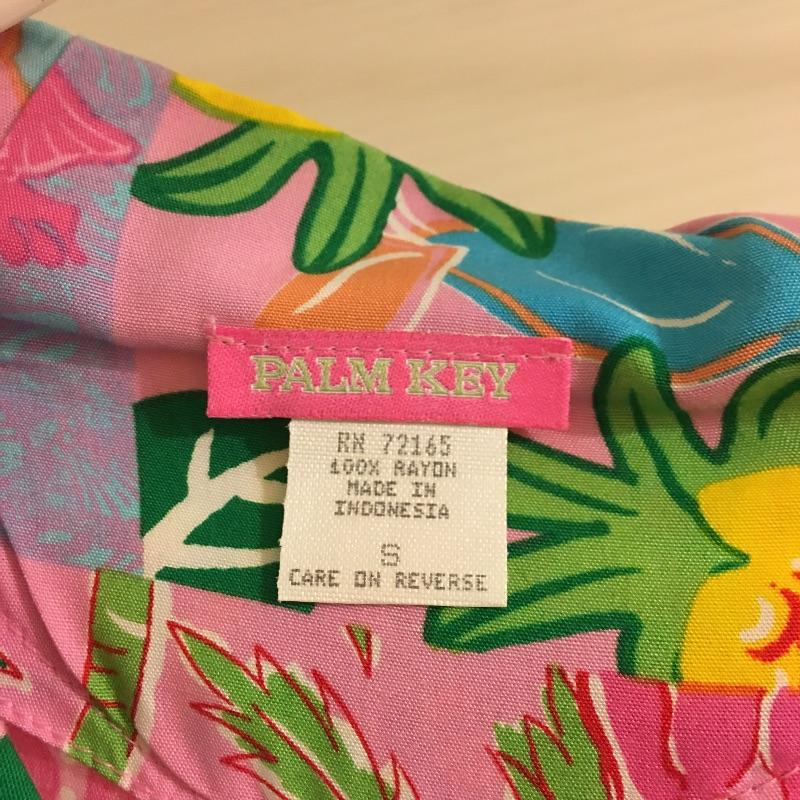 PALM KEY
RN 72165
100% RAYON
MADE IN
INDONESIA
S
CARE ON REVERSE